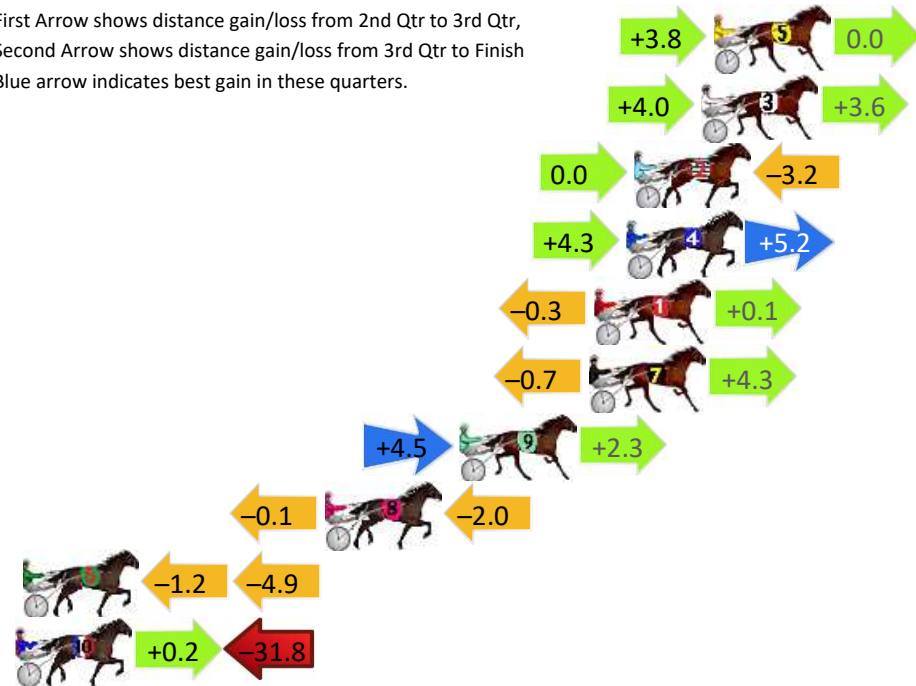 First Arrow shows distance gain/loss from 2nd Qtr to 3rd Qtr,
Second Arrow shows distance gain/loss from 3rd Qtr to Finish
Blue arrow indicates best gain in these quarters.
+3.8 5 0.0
+4.0 3 +3.6
0.0 2 –3.2
+4.3 4 +5.2
–0.3 1 +0.1
–0.7 7 +4.3
+4.5 9 +2.3
–0.1 8 –2.0
6 –1.2 –4.9
10 +0.2 –31.8